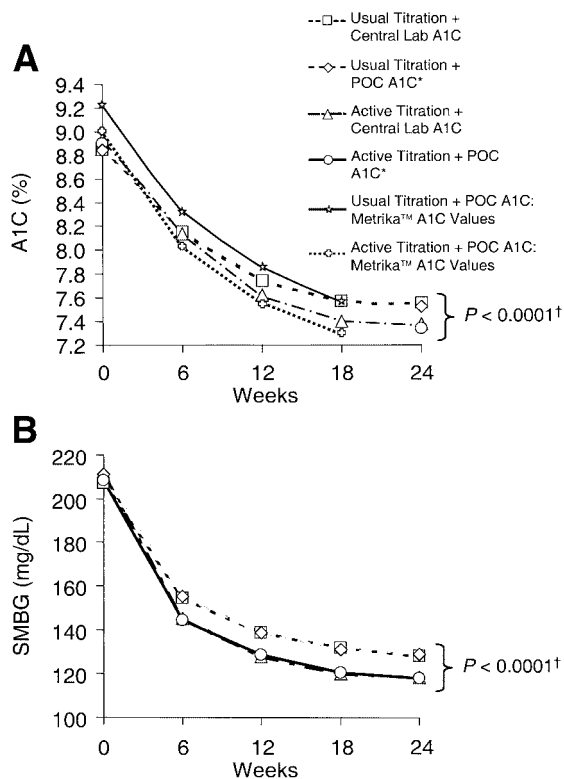 Usual Titration +
Central Lab A1C
Usual Titration +
POC A1C*
Active Titration +
Central Lab A1C
Active Titration + POC
A1C*
Usual Titration + POC A1C:
Metrika™ A1C Values
Active Titration + POC A1C:
Metrika™ A1C Values
A
9.4
9.2
9.0
8.8
8.6
8.4
8.2
8.0
7.8
7.6
7.4
7.2
A1C (%)
P < 0.0001†
0 6 12 18 24
Weeks
B
220
200
180
160
140
120
100
SMBG (mg/dL)
P < 0.0001†
0 6 12 18 24
Weeks